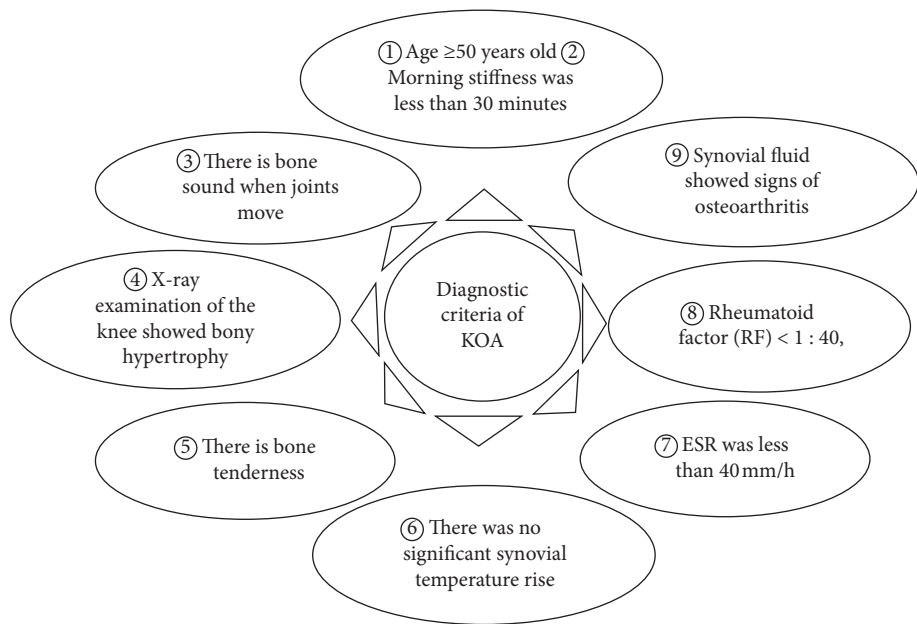 ① Age ≥50 years old ②
Morning stiffness was
less than 30 minutes
③ There is bone
sound when joints
move
④ X-ray
examination of the
knee showed bony
hypertrophy
⑤ There is bone
tenderness
⑥ There was no
significant synovial
temperature rise
⑦ ESR was less
than 40 mm/h
⑧ Rheumatoid
factor (RF) < 1 : 40,
⑨ Synovial fluid
showed signs of
osteoarthritis
Diagnostic
criteria of
KOA